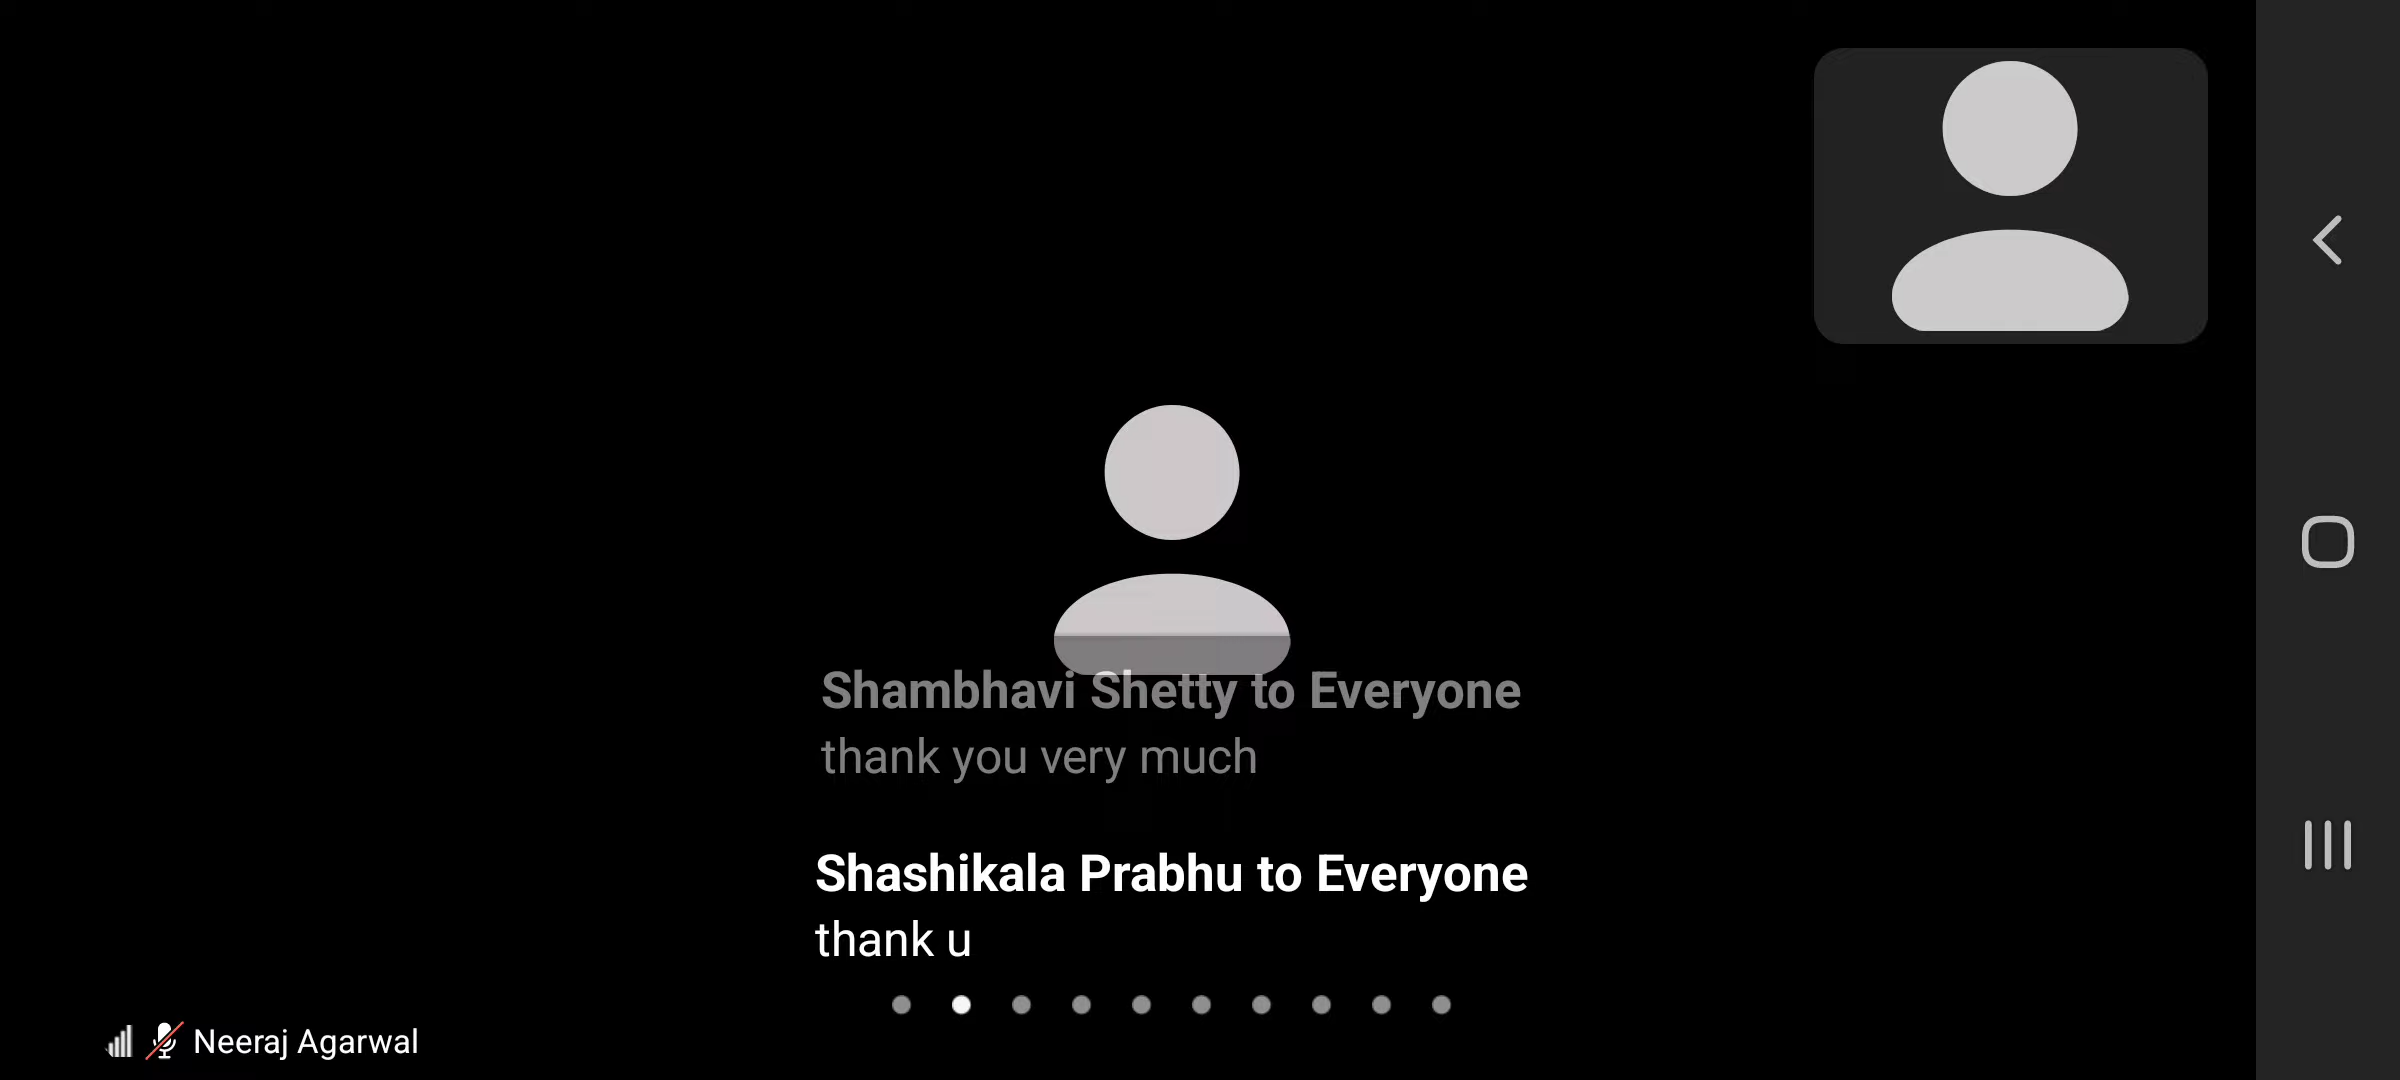 Shambhavi Shetty to Everyone
thank you very much
Shashikala Prabhu to Everyone
thank u
Neeraj Agarwal